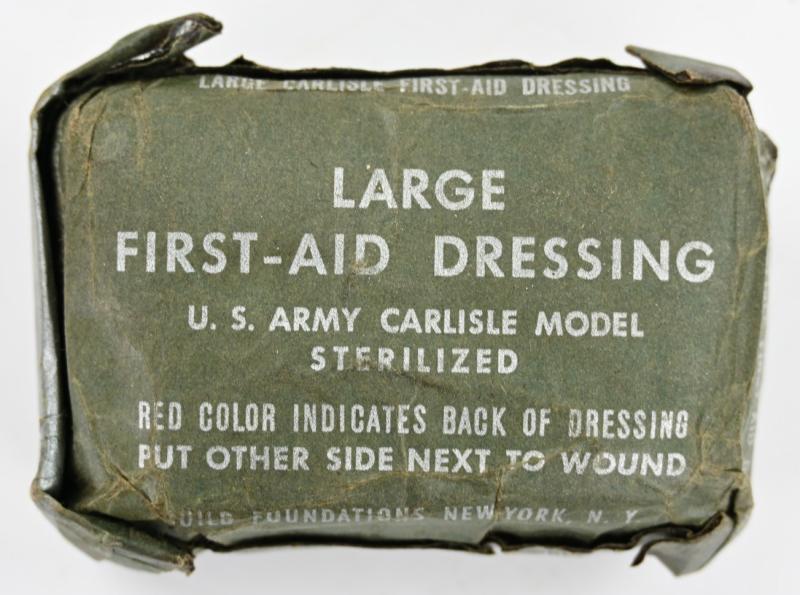 LARGE CARLISLE FIRST-AID DRESSING
LARGE
FIRST-AID DRESSING
U. S. ARMY CARLISLE MODEL
STERILIZED
RED COLOR INDICATES BACK OF DRESSING
PUT OTHER SIDE NEXT TO WOUND
GUILD FOUNDATIONS NEW YORK, N. Y.